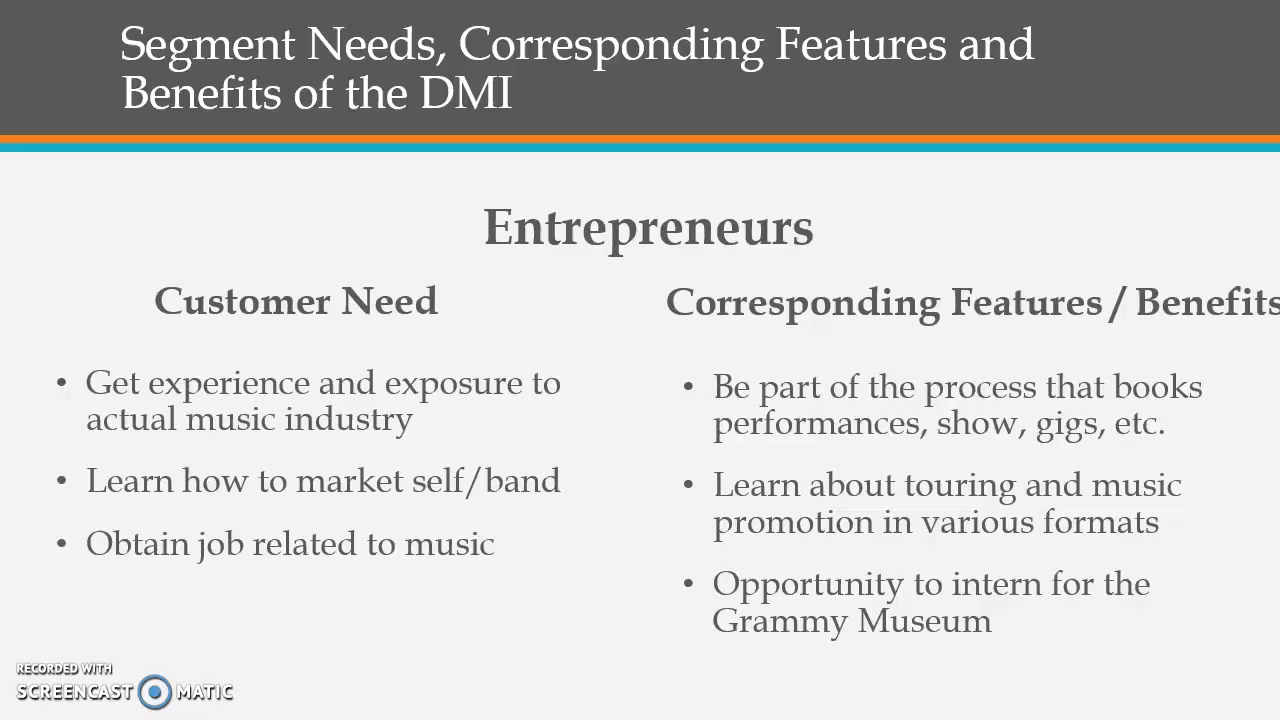 Segment Needs, Corresponding Features and
Benefits of the DMI
Entrepreneurs
Customer Need
Corresponding Features / Benefits
• Get experience and exposure to
actual music industry
• Learn how to market self/band
• Obtain job related to music
• Be part of the process that books
performances, show, gigs, etc.
• Learn about touring and music
promotion in various formats
• Opportunity to intern for the
Grammy Museum
RECORDED WITH
SCREENCAST MATIC